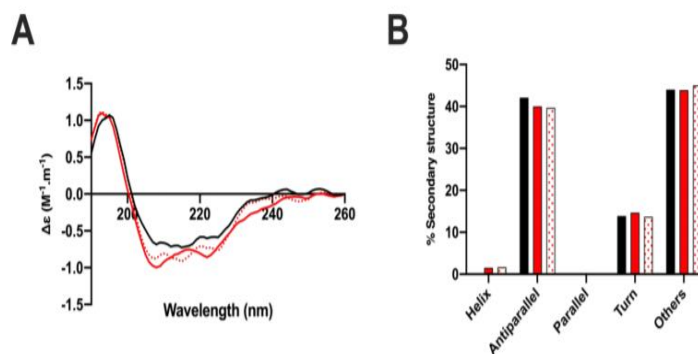 A
B
1.5
1.0
0.5
0.0
-0.5
-1.0
-1.5
200
220
240
260
Δε (M⁻¹.m⁻¹)
Wavelength (nm)
50
40
30
20
10
0
% Secondary structure
Helix
Antiparallel
Parallel
Turn
Others